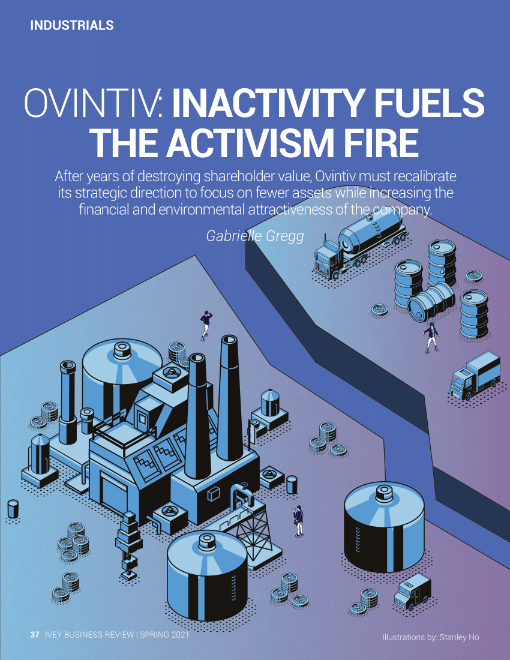 INDUSTRIALS
OVINTIV: INACTIVITY FUELS
THE ACTIVISM FIRE
After years of destroying shareholder value, Ovintiv must recalibrate
its strategic direction to focus on fewer assets while increasing the
financial and environmental attractiveness of the company.
Gabrielle Gregg
37 IVEY BUSINESS REVIEW | SPRING 2021
Illustrations by: Stanley Ho